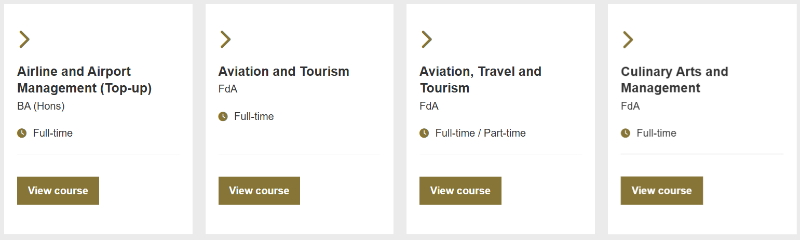 Airline and Airport
Management (Top-up)
BA (Hons)
Full-time
View course
Aviation and Tourism
FdA
Full-time
View course
Aviation, Travel and
Tourism
FdA
Full-time / Part-time
View course
Culinary Arts and
Management
FdA
Full-time
View course